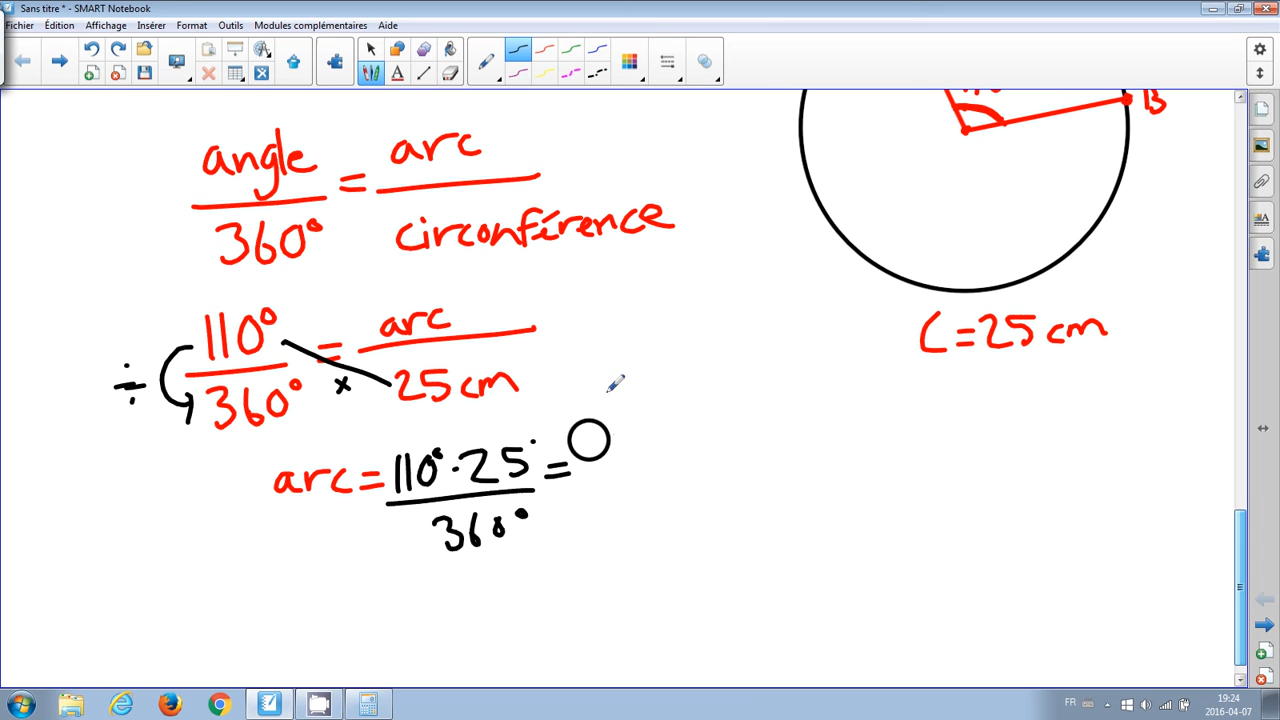 Sans titre * - SMART Notebook
Fichier Édition Affichage Insérer Format Outils Modules complémentaires Aide
B
angle/360° = arc/circonférence
110°/360° = arc/25 cm
÷ ×
C = 25 cm
arc = 110° · 25/360° =
FR
19:24
2016-04-07